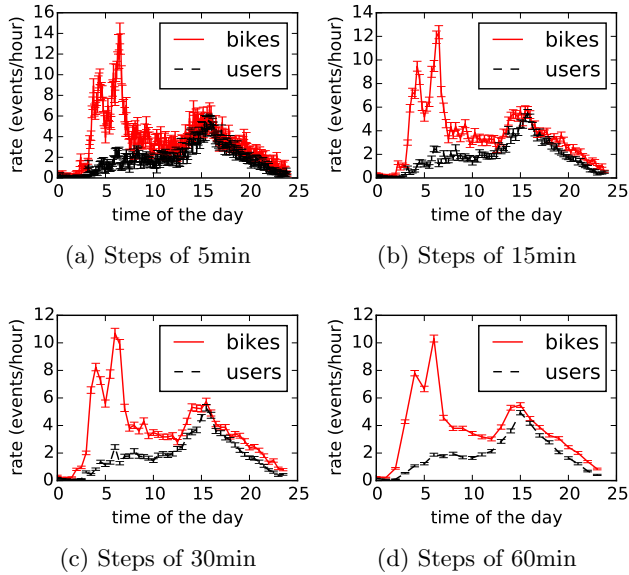 16
14
12
10
8
6
4
2
0
rate (events/hour)
bikes
users
0 5 10 15 20 25
time of the day
(a) Steps of 5min
14
12
10
8
6
4
2
0
rate (events/hour)
bikes
users
0 5 10 15 20 25
time of the day
(b) Steps of 15min
12
10
8
6
4
2
0
rate (events/hour)
bikes
users
0 5 10 15 20 25
time of the day
(c) Steps of 30min
12
10
8
6
4
2
0
rate (events/hour)
bikes
users
0 5 10 15 20 25
time of the day
(d) Steps of 60min